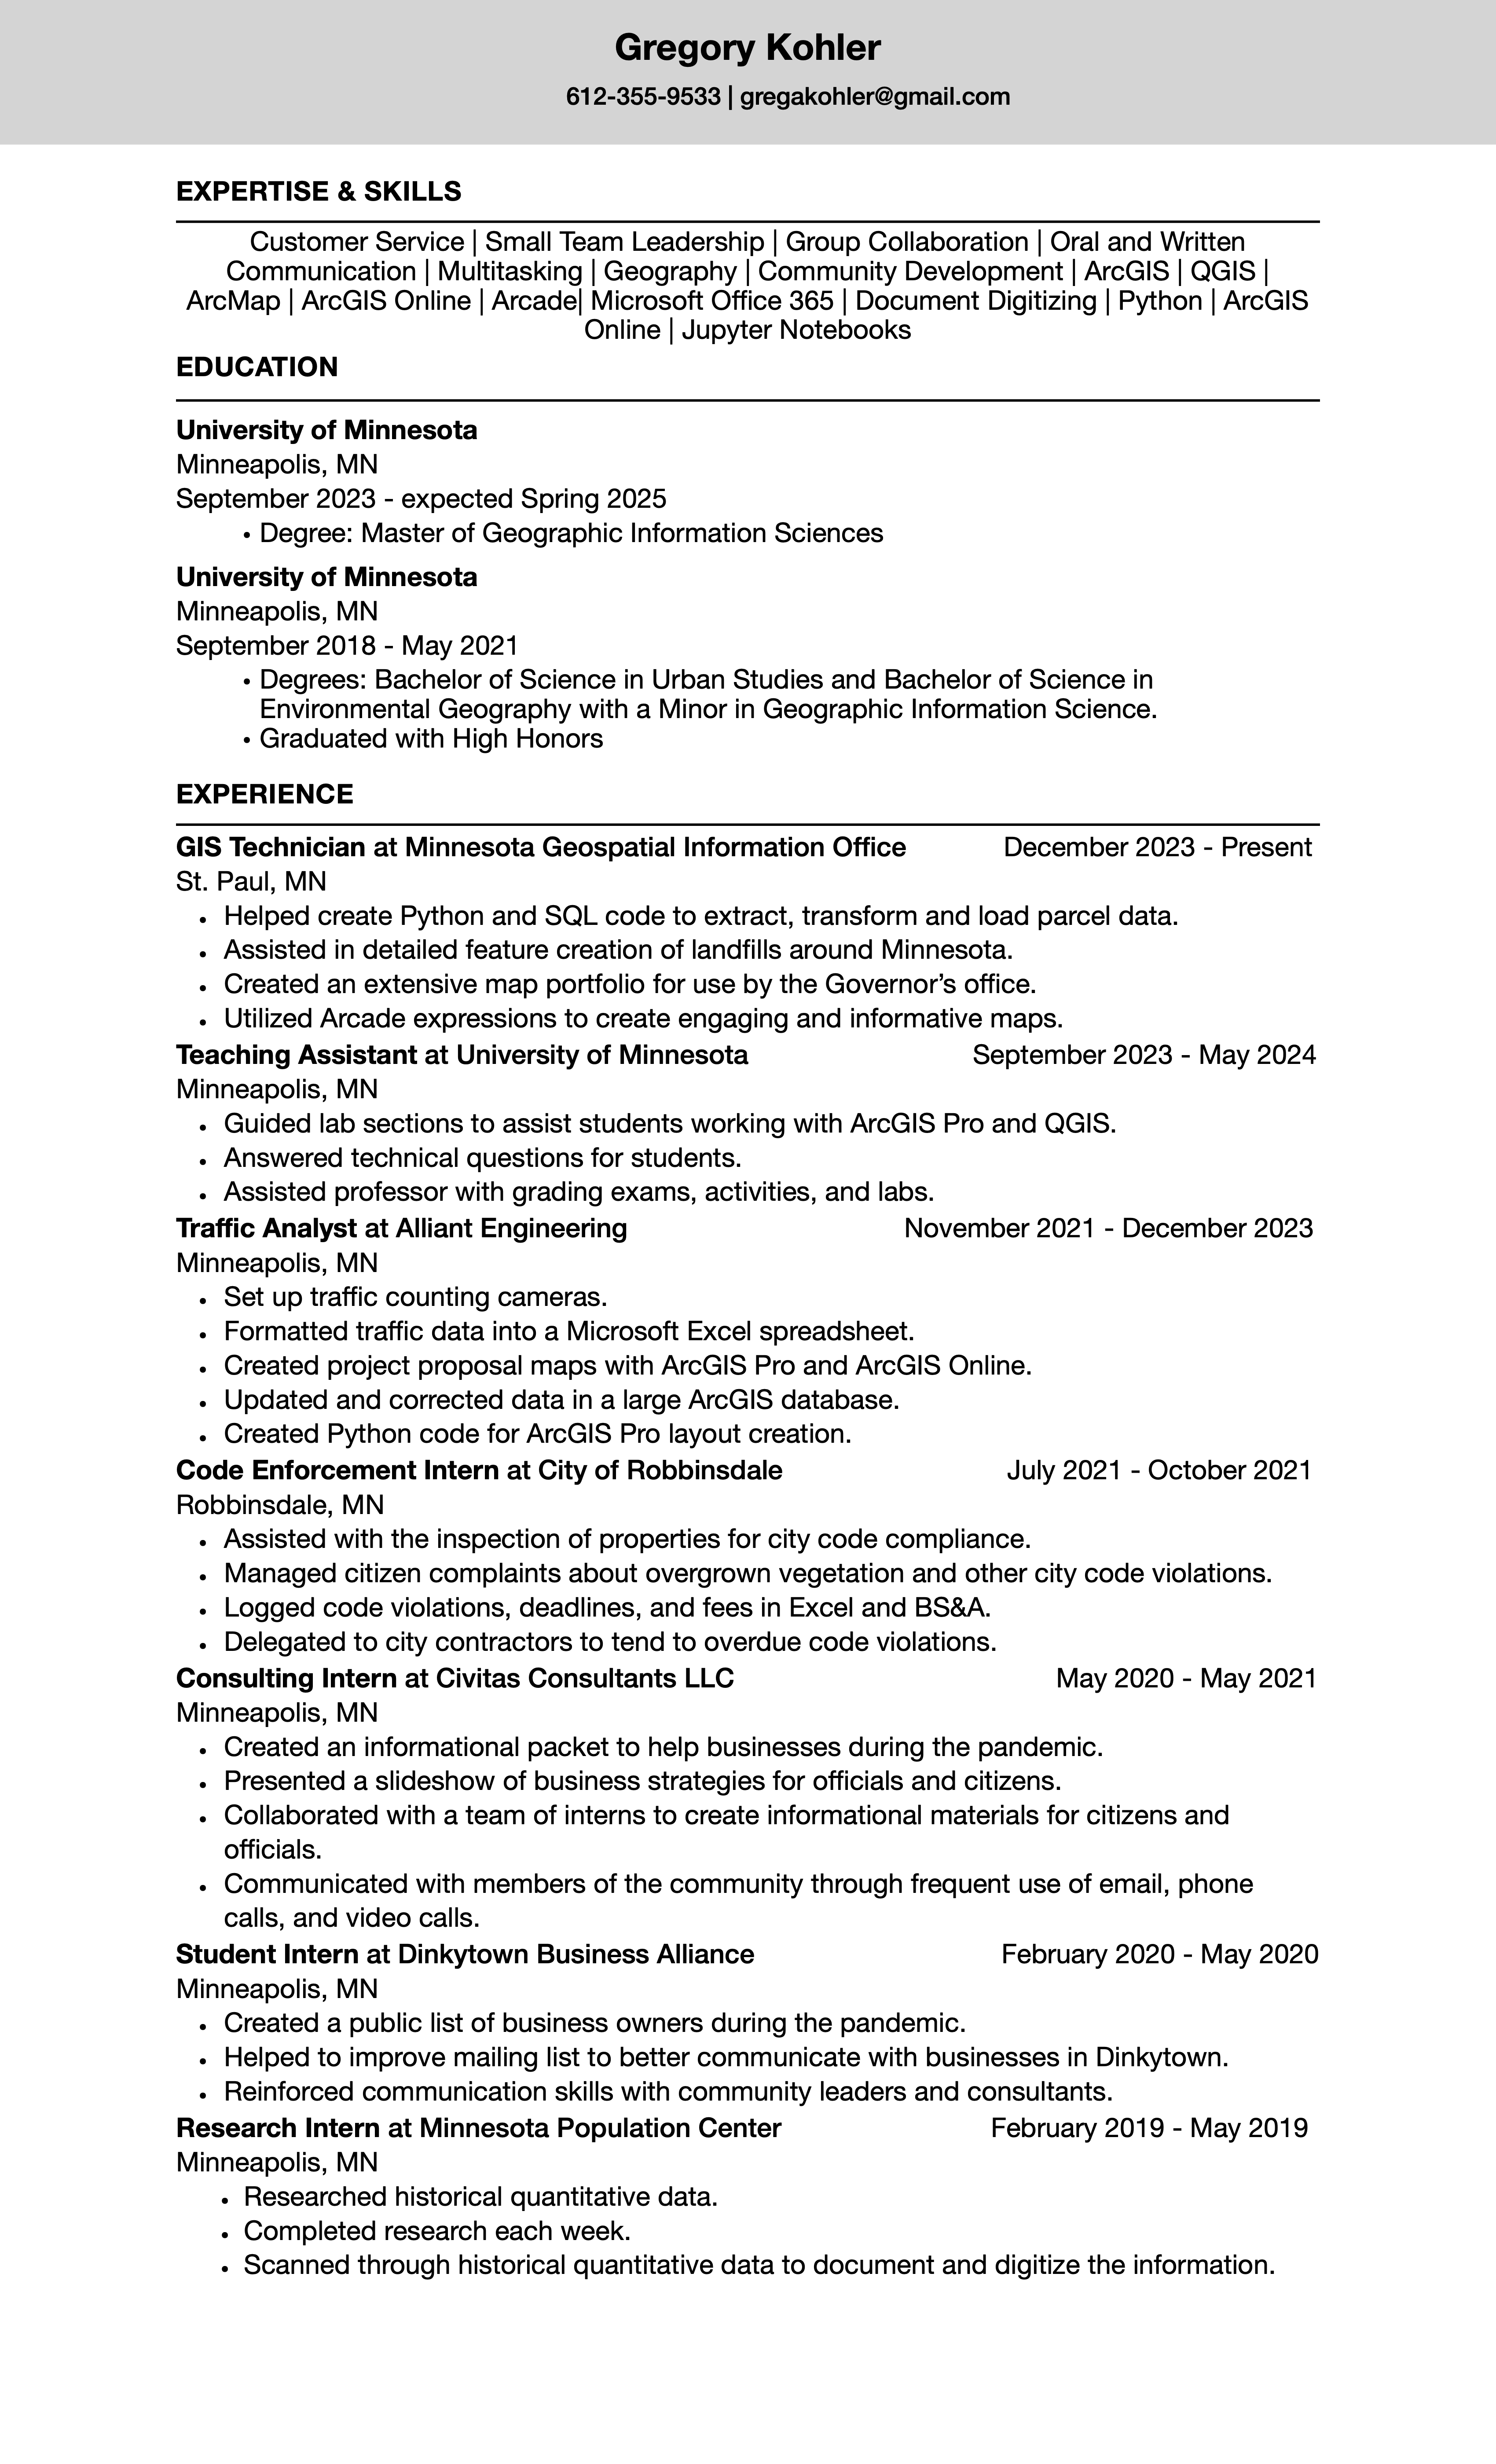 Gregory Kohler
612-355-9533 | gregakohler@gmail.com
EXPERTISE & SKILLS
Customer Service | Small Team Leadership | Group Collaboration | Oral and Written
Communication | Multitasking | Geography | Community Development | ArcGIS | QGIS |
ArcMap | ArcGIS Online | Arcade| Microsoft Office 365 | Document Digitizing | Python | ArcGIS
Online | Jupyter Notebooks
EDUCATION
University of Minnesota
Minneapolis, MN
September 2023 - expected Spring 2025
• Degree: Master of Geographic Information Sciences
University of Minnesota
Minneapolis, MN
September 2018 - May 2021
• Degrees: Bachelor of Science in Urban Studies and Bachelor of Science in
Environmental Geography with a Minor in Geographic Information Science.
• Graduated with High Honors
EXPERIENCE
GIS Technician at Minnesota Geospatial Information Office December 2023 - Present
St. Paul, MN
• Helped create Python and SQL code to extract, transform and load parcel data.
• Assisted in detailed feature creation of landfills around Minnesota.
• Created an extensive map portfolio for use by the Governor’s office.
• Utilized Arcade expressions to create engaging and informative maps.
Teaching Assistant at University of Minnesota September 2023 - May 2024
Minneapolis, MN
• Guided lab sections to assist students working with ArcGIS Pro and QGIS.
• Answered technical questions for students.
• Assisted professor with grading exams, activities, and labs.
Traffic Analyst at Alliant Engineering November 2021 - December 2023
Minneapolis, MN
• Set up traffic counting cameras.
• Formatted traffic data into a Microsoft Excel spreadsheet.
• Created project proposal maps with ArcGIS Pro and ArcGIS Online.
• Updated and corrected data in a large ArcGIS database.
• Created Python code for ArcGIS Pro layout creation.
Code Enforcement Intern at City of Robbinsdale July 2021 - October 2021
Robbinsdale, MN
• Assisted with the inspection of properties for city code compliance.
• Managed citizen complaints about overgrown vegetation and other city code violations.
• Logged code violations, deadlines, and fees in Excel and BS&A.
• Delegated to city contractors to tend to overdue code violations.
Consulting Intern at Civitas Consultants LLC May 2020 - May 2021
Minneapolis, MN
• Created an informational packet to help businesses during the pandemic.
• Presented a slideshow of business strategies for officials and citizens.
• Collaborated with a team of interns to create informational materials for citizens and
officials.
• Communicated with members of the community through frequent use of email, phone
calls, and video calls.
Student Intern at Dinkytown Business Alliance February 2020 - May 2020
Minneapolis, MN
• Created a public list of business owners during the pandemic.
• Helped to improve mailing list to better communicate with businesses in Dinkytown.
• Reinforced communication skills with community leaders and consultants.
Research Intern at Minnesota Population Center February 2019 - May 2019
Minneapolis, MN
• Researched historical quantitative data.
• Completed research each week.
• Scanned through historical quantitative data to document and digitize the information.